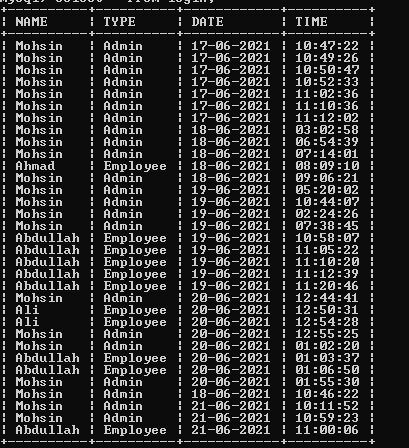 from login;
NAME TYPE DATE TIME
Mohsin Admin 17-06-2021 10:47:22
Mohsin Admin 17-06-2021 10:49:26
Mohsin Admin 17-06-2021 10:50:47
Mohsin Admin 17-06-2021 10:52:33
Mohsin Admin 17-06-2021 11:02:36
Mohsin Admin 17-06-2021 11:10:36
Mohsin Admin 17-06-2021 11:12:02
Mohsin Admin 18-06-2021 03:02:58
Mohsin Admin 18-06-2021 06:54:39
Mohsin Admin 18-06-2021 07:14:01
Ahmad Employee 18-06-2021 08:09:10
Mohsin Admin 18-06-2021 09:06:21
Mohsin Admin 19-06-2021 05:20:02
Mohsin Admin 19-06-2021 10:44:07
Mohsin Admin 19-06-2021 02:24:26
Mohsin Admin 19-06-2021 07:38:45
Abdullah Employee 19-06-2021 10:58:07
Abdullah Employee 19-06-2021 11:05:22
Abdullah Employee 19-06-2021 11:10:20
Abdullah Employee 19-06-2021 11:12:39
Abdullah Employee 19-06-2021 11:20:46
Mohsin Admin 20-06-2021 12:44:41
Ali Employee 20-06-2021 12:50:31
Ali Employee 20-06-2021 12:54:28
Mohsin Admin 20-06-2021 12:55:25
Mohsin Admin 20-06-2021 01:02:20
Abdullah Employee 20-06-2021 01:03:37
Abdullah Employee 20-06-2021 01:06:50
Mohsin Admin 20-06-2021 01:55:30
Mohsin Admin 18-06-2021 10:46:22
Mohsin Admin 21-06-2021 10:11:52
Mohsin Admin 21-06-2021 10:59:23
Abdullah Employee 21-06-2021 11:00:06